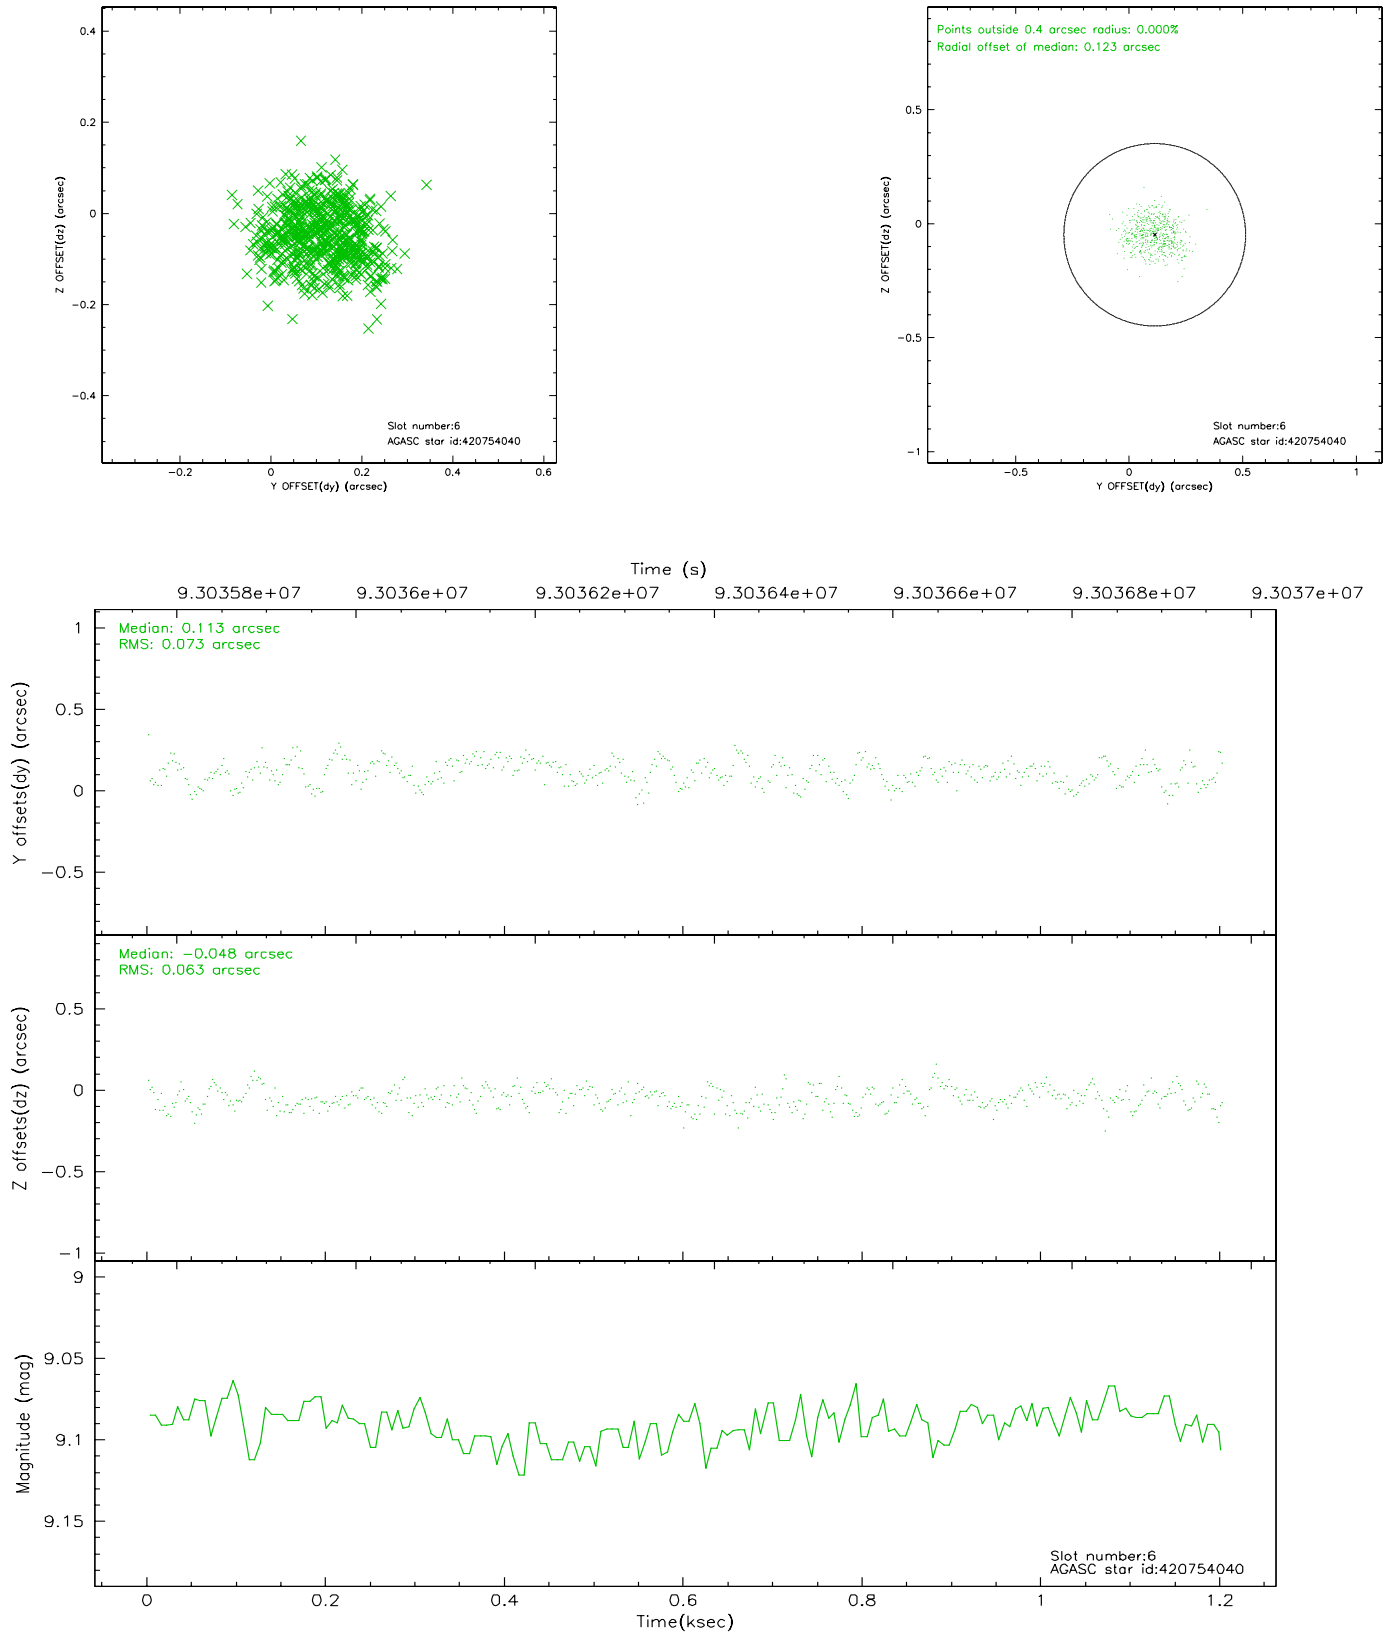 0.4
0.2
0
−0.2
−0.4
Z OFFSET(dz) (arcsec)
Slot number:6
AGASC star id:420754040
−0.2 0 0.2 0.4 0.6
Y OFFSET(dy) (arcsec)
Points outside 0.4 arcsec radius: 0.000%
Radial offset of median: 0.123 arcsec
0.5
0
−0.5
−1
Z OFFSET(dz) (arcsec)
Slot number:6
AGASC star id:420754040
−0.5 0 0.5 1
Y OFFSET(dy) (arcsec)
Time (s)
9.30358e+07 9.3036e+07 9.30362e+07 9.30364e+07 9.30366e+07 9.30368e+07 9.3037e+07
Median: 0.113 arcsec
RMS: 0.073 arcsec
1
0.5
0
−0.5
Y offsets(dy) (arcsec)
Median: −0.048 arcsec
RMS: 0.063 arcsec
0.5
0
−0.5
−1
Z offsets(dz) (arcsec)
9
9.05
9.1
9.15
Magnitude (mag)
Slot number:6
AGASC star id:420754040
0 0.2 0.4 0.6 0.8 1 1.2
Time(ksec)